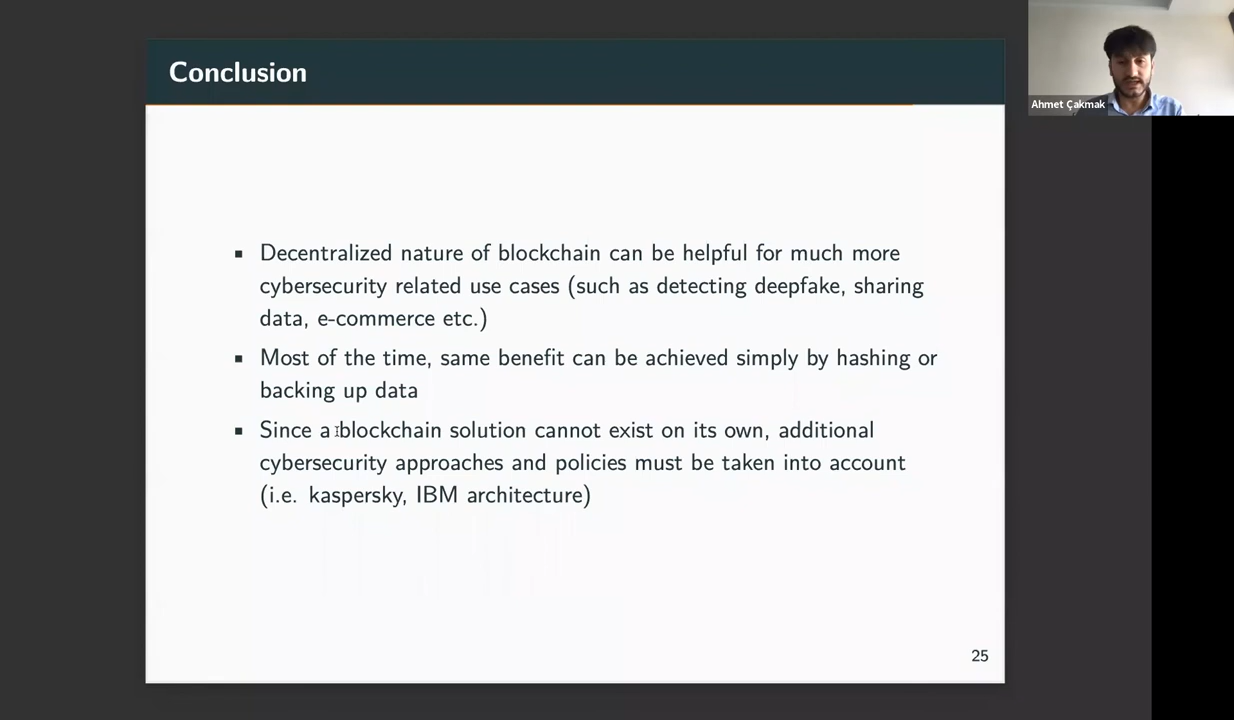 Conclusion
Ahmet Çakmak
▪ Decentralized nature of blockchain can be helpful for much more
cybersecurity related use cases (such as detecting deepfake, sharing
data, e-commerce etc.)
▪ Most of the time, same benefit can be achieved simply by hashing or
backing up data
▪ Since a blockchain solution cannot exist on its own, additional
cybersecurity approaches and policies must be taken into account
(i.e. kaspersky, IBM architecture)
25